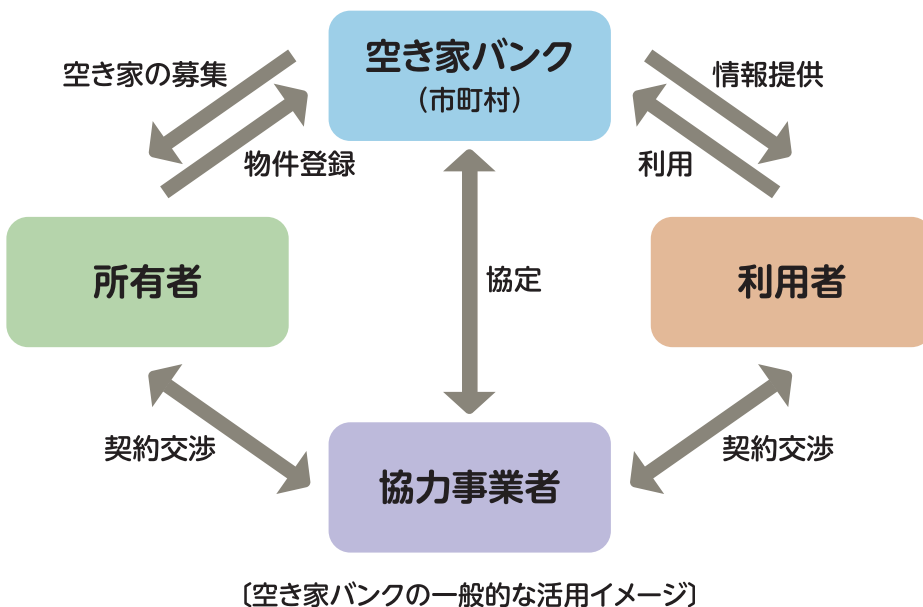 空き家バンク
（市町村）
空き家の募集
情報提供
物件登録
利用
所有者
協定
利用者
契約交渉
協力事業者
契約交渉
〔空き家バンクの一般的な活用イメージ〕